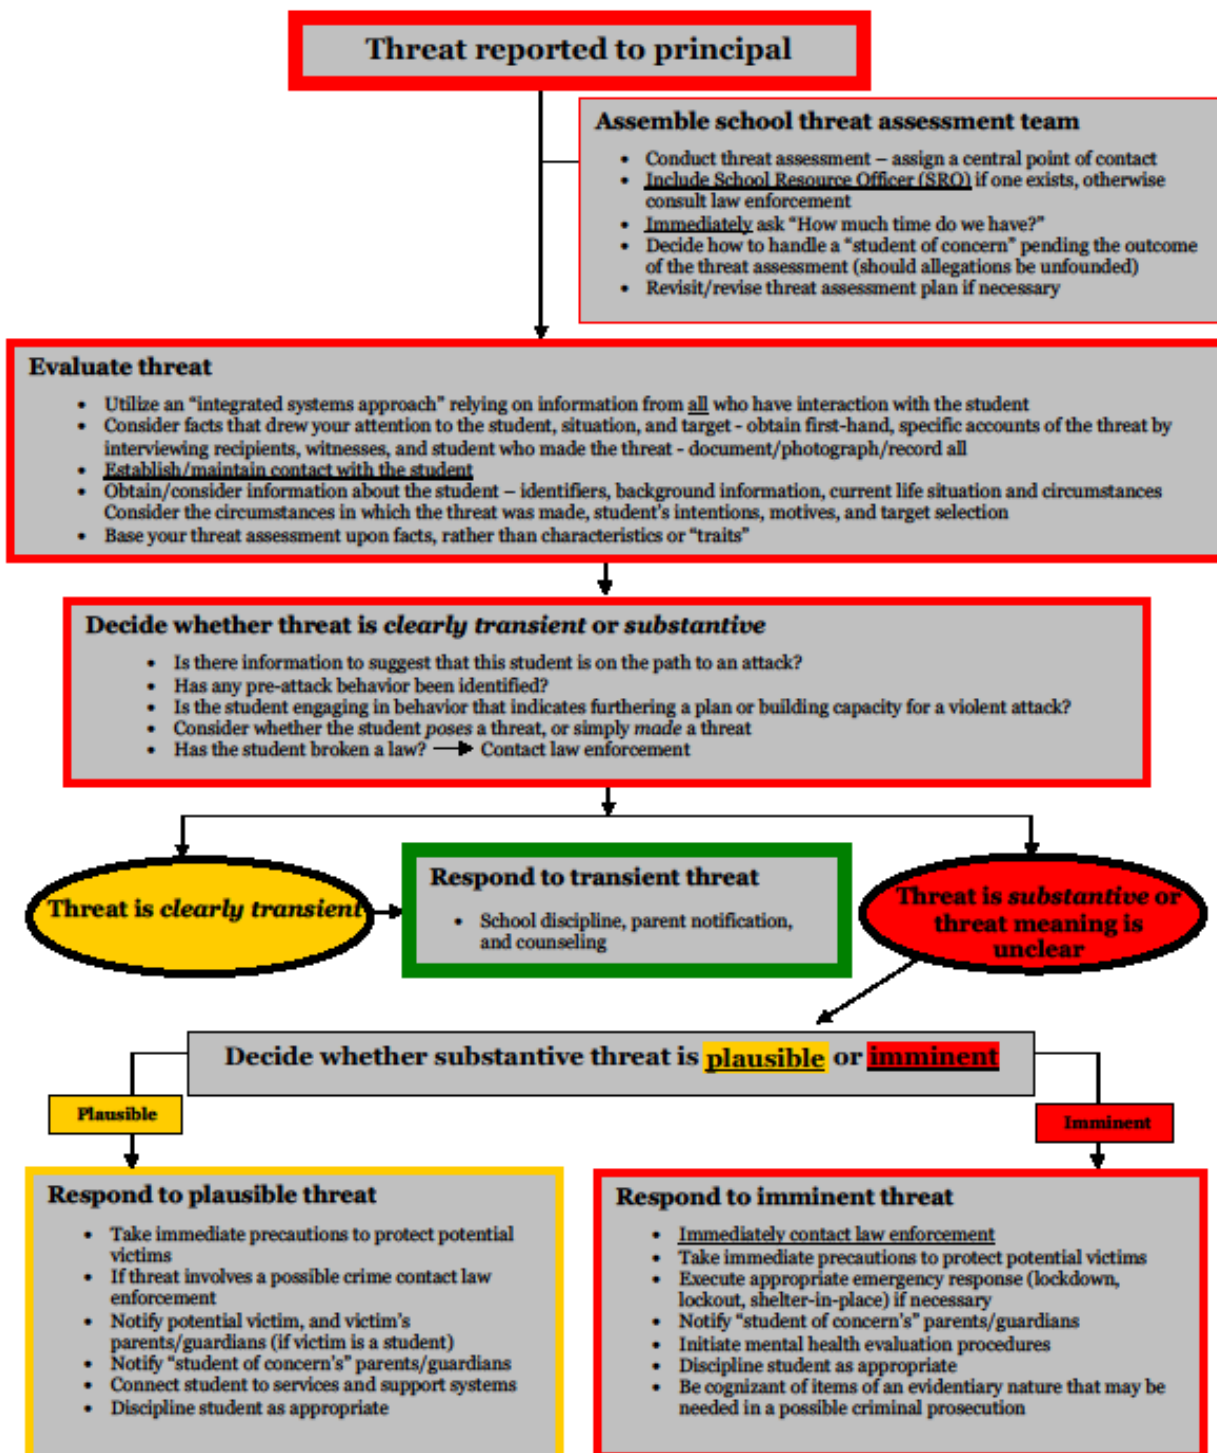 Threat reported to principal
Assemble school threat assessment team
• Conduct threat assessment – assign a central point of contact
• Include School Resource Officer (SRO) if one exists, otherwise
consult law enforcement
• Immediately ask “How much time do we have?”
• Decide how to handle a “student of concern” pending the outcome
of the threat assessment (should allegations be unfounded)
• Revisit/revise threat assessment plan if necessary
Evaluate threat
• Utilize an “integrated systems approach” relying on information from all who have interaction with the student
• Consider facts that drew your attention to the student, situation, and target - obtain first-hand, specific accounts of the threat by
interviewing recipients, witnesses, and student who made the threat - document/photograph/record all
• Establish/maintain contact with the student
• Obtain/consider information about the student – identifiers, background information, current life situation and circumstances
Consider the circumstances in which the threat was made, student’s intentions, motives, and target selection
• Base your threat assessment upon facts, rather than characteristics or “traits”
Decide whether threat is clearly transient or substantive
• Is there information to suggest that this student is on the path to an attack?
• Has any pre-attack behavior been identified?
• Is the student engaging in behavior that indicates furthering a plan or building capacity for a violent attack?
• Consider whether the student poses a threat, or simply made a threat
• Has the student broken a law? → Contact law enforcement
Threat is clearly transient
Respond to transient threat
• School discipline, parent notification,
and counseling
Threat is substantive or
threat meaning is
unclear
Decide whether substantive threat is plausible or imminent
Plausible
Imminent
Respond to plausible threat
• Take immediate precautions to protect potential
victims
• If threat involves a possible crime contact law
enforcement
• Notify potential victim, and victim’s
parents/guardians (if victim is a student)
• Notify “student of concern’s” parents/guardians
• Connect student to services and support systems
• Discipline student as appropriate
Respond to imminent threat
• Immediately contact law enforcement
• Take immediate precautions to protect potential victims
• Execute appropriate emergency response (lockdown,
lockout, shelter-in-place) if necessary
• Notify “student of concern’s” parents/guardians
• Initiate mental health evaluation procedures
• Discipline student as appropriate
• Be cognizant of items of an evidentiary nature that may be
needed in a possible criminal prosecution